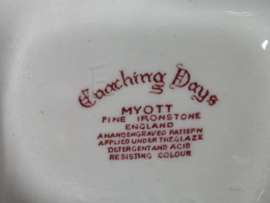 Coaching Days
MYOTT
FINE IRONSTONE
ENGLAND
A HANDENGRAVED PATTERN
APPLIED UNDER THE GLAZE
DETERGENT AND ACID
RESISTING COLOUR